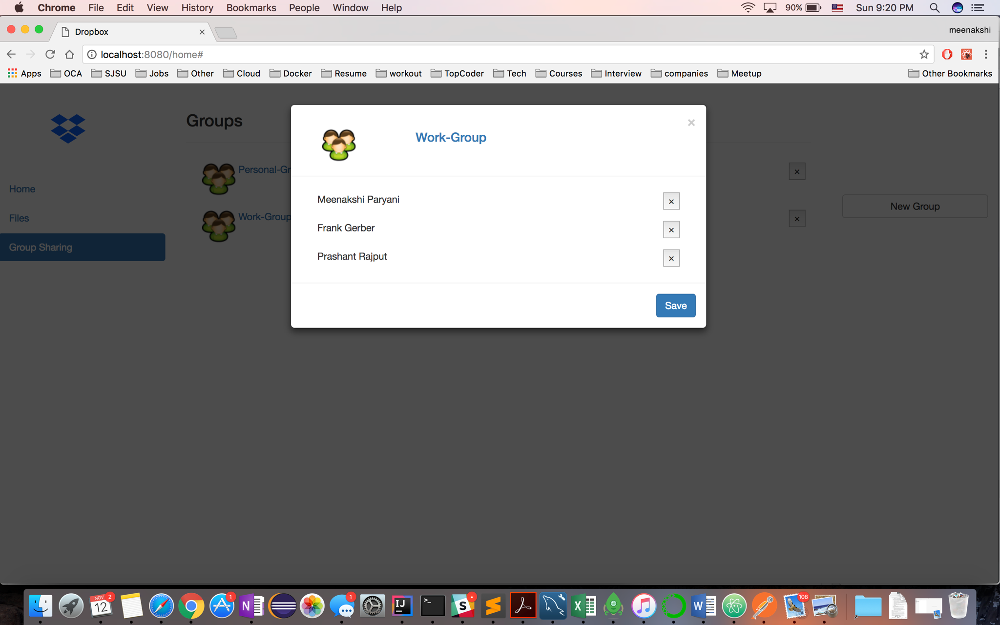 Chrome File Edit View History Bookmarks People Window Help 90% Sun 9:20 PM
Dropbox × meenakshi
localhost:8080/home#
Apps OCA SJSU Jobs Other Cloud Docker Resume workout TopCoder Tech Courses Interview companies Meetup Other Bookmarks
Groups
×
Work-Group
Personal-Gr ×
Home
Meenakshi Paryani ×
New Group
Files
Work-Group ×
Frank Gerber ×
Group Sharing
Prashant Rajput ×
Save
NOV 2 1 1 108
12 N IJ >_ S X W PDF